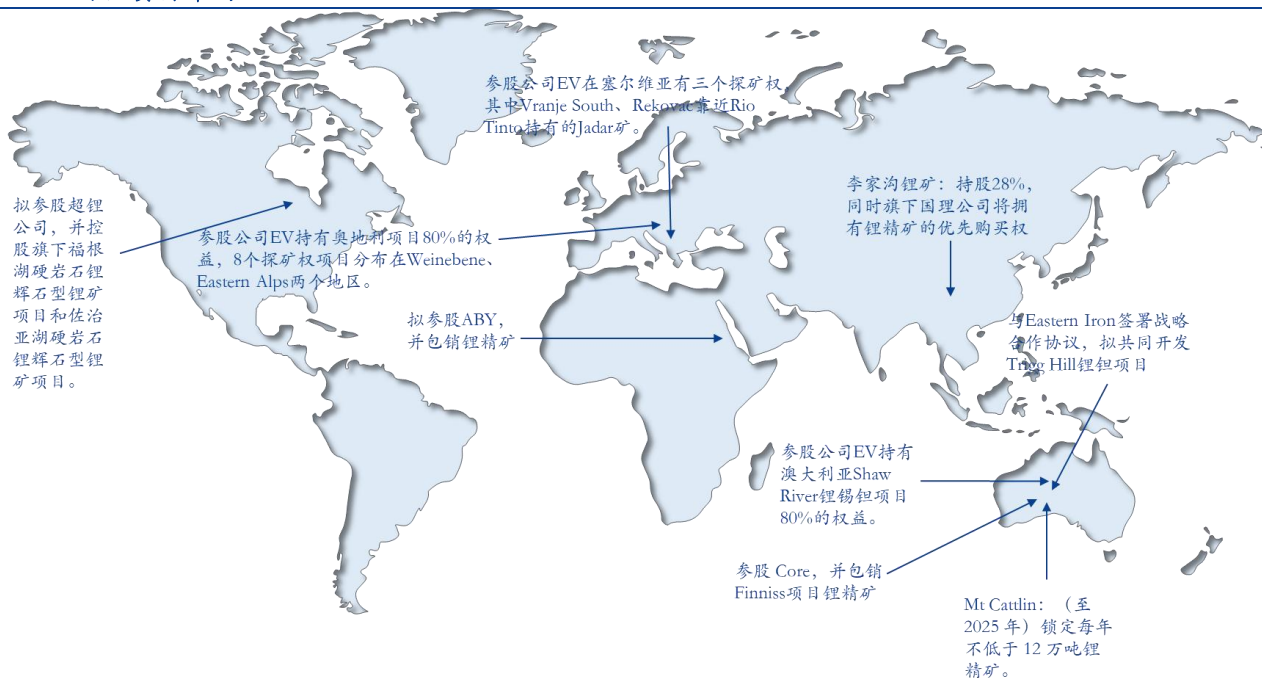 参股公司EV在塞尔维亚有三个探矿权,
其中Vranje South、Rekovac靠近Rio
Tinto持有的Jadar矿。
李家沟锂矿：持股28%，
同时旗下国理公司将拥
有锂精矿的优先购买权
拟参股超锂
公司，并控
股旗下福根
湖硬岩石锂
辉石型锂矿
项目和佐治
亚湖硬岩石
锂辉石型锂
矿项目。
参股公司EV持有奥地利项目80%的权
益，8个探矿权项目分布在Weinebene、
Eastern Alps两个地区。
拟参股ABY，
并包销锂精矿
与Eastern Iron签署战略
合作协议，拟共同开发
Trigg Hill锂钽项目
参股公司EV持有
澳大利亚Shaw
River锂锡钽项目
80%的权益。
参股 Core，并包销
Finniss项目锂精矿
Mt Cattlin：（至
2025 年）锁定每年
不低于 12 万吨锂
精矿。